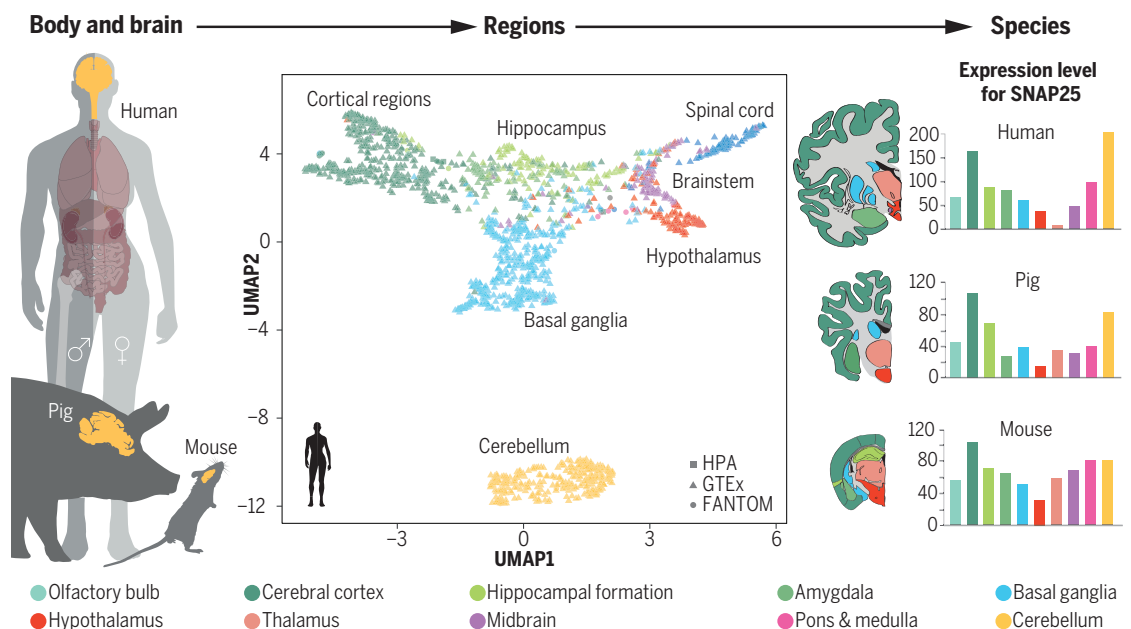 Body and brain
Regions
Species
Human
Pig
Mouse
Cortical regions
Hippocampus
Spinal cord
Brainstem
Hypothalamus
Basal ganglia
Cerebellum
HPA
GTEx
FANTOM
4
0
−4
−8
−12
UMAP2
−3
0
3
6
UMAP1
Expression level
for SNAP25
Human
200
150
100
50
0
Pig
120
80
40
0
Mouse
120
80
40
0
Olfactory bulb
Cerebral cortex
Hippocampal formation
Amygdala
Basal ganglia
Hypothalamus
Thalamus
Midbrain
Pons & medulla
Cerebellum